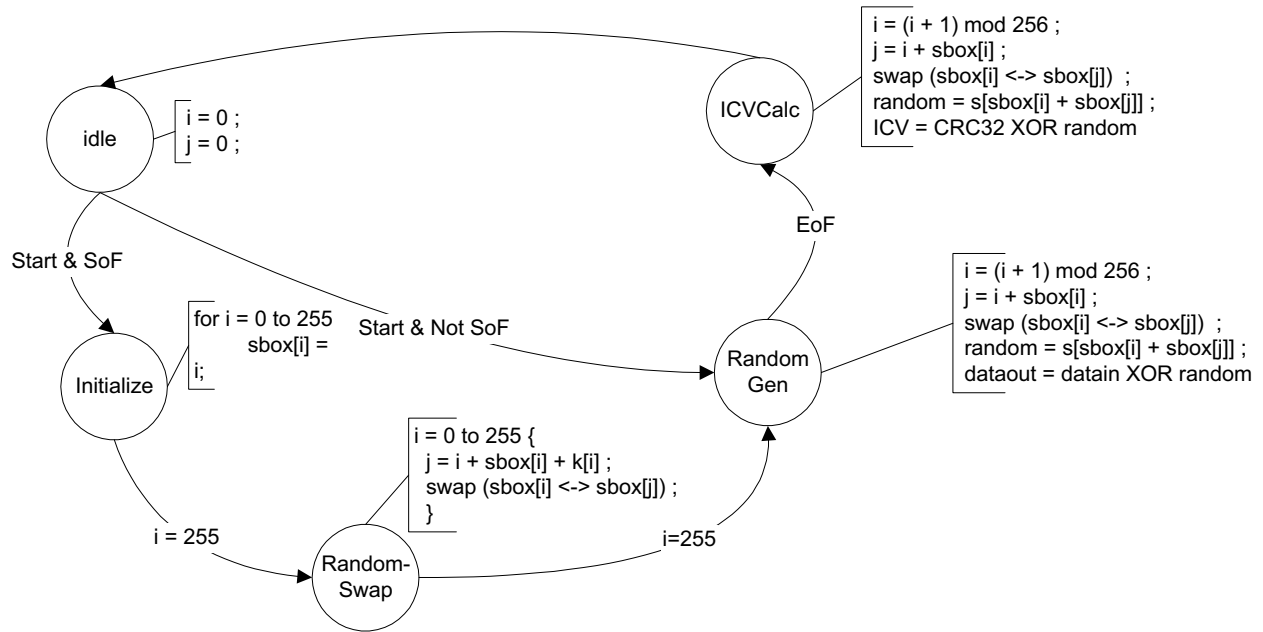 i = (i + 1) mod 256 ;
j = i + sbox[i] ;
swap (sbox[i] <-> sbox[j]) ;
random = s[sbox[i] + sbox[j]] ;
ICV = CRC32 XOR random
ICVCalc
idle
i = 0 ;
j = 0 ;
EoF
Start & SoF
i = (i + 1) mod 256 ;
j = i + sbox[i] ;
swap (sbox[i] <-> sbox[j]) ;
random = s[sbox[i] + sbox[j]] ;
dataout = datain XOR random
for i = 0 to 255
sbox[i] =
i;
Start & Not SoF
Initialize
Random
Gen
i = 0 to 255 {
j = i + sbox[i] + k[i] ;
swap (sbox[i] <-> sbox[j]) ;
}
i = 255
i=255
Random-
Swap